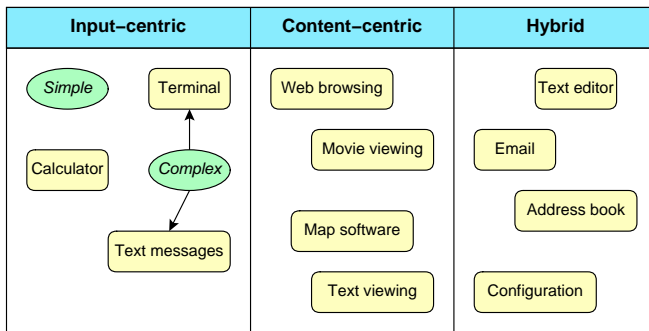 Input-centric
Content-centric
Hybrid
Simple
Terminal
Calculator
Complex
Text messages
Web browsing
Movie viewing
Map software
Text viewing
Text editor
Email
Address book
Configuration